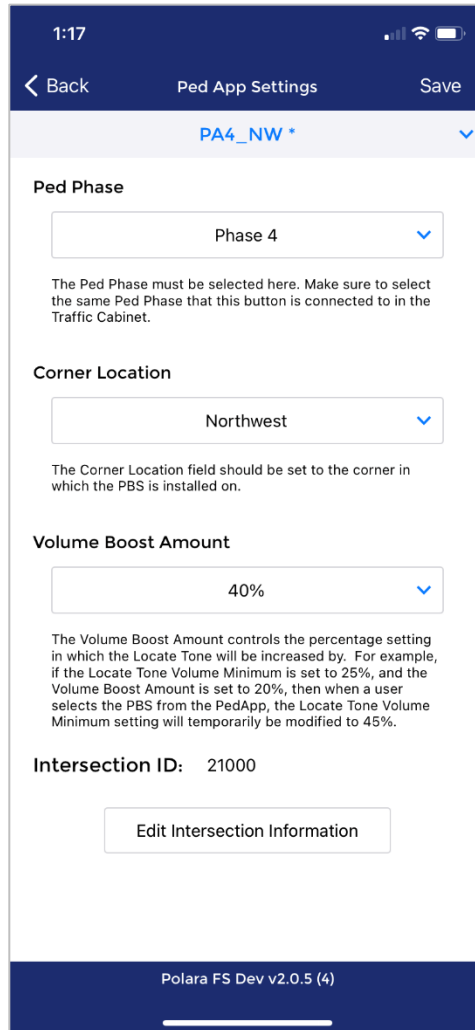 1:17
Back Ped App Settings Save
PA4_NW *
Ped Phase
Phase 4
The Ped Phase must be selected here. Make sure to select
the same Ped Phase that this button is connected to in the
Traffic Cabinet.
Corner Location
Northwest
The Corner Location field should be set to the corner in
which the PBS is installed on.
Volume Boost Amount
40%
The Volume Boost Amount controls the percentage setting
in which the Locate Tone will be increased by. For example,
if the Locate Tone Volume Minimum is set to 25%, and the
Volume Boost Amount is set to 20%, then when a user
selects the PBS from the PedApp, the Locate Tone Volume
Minimum setting will temporarily be modified to 45%.
Intersection ID: 21000
Edit Intersection Information
Polara FS Dev v2.0.5 (4)